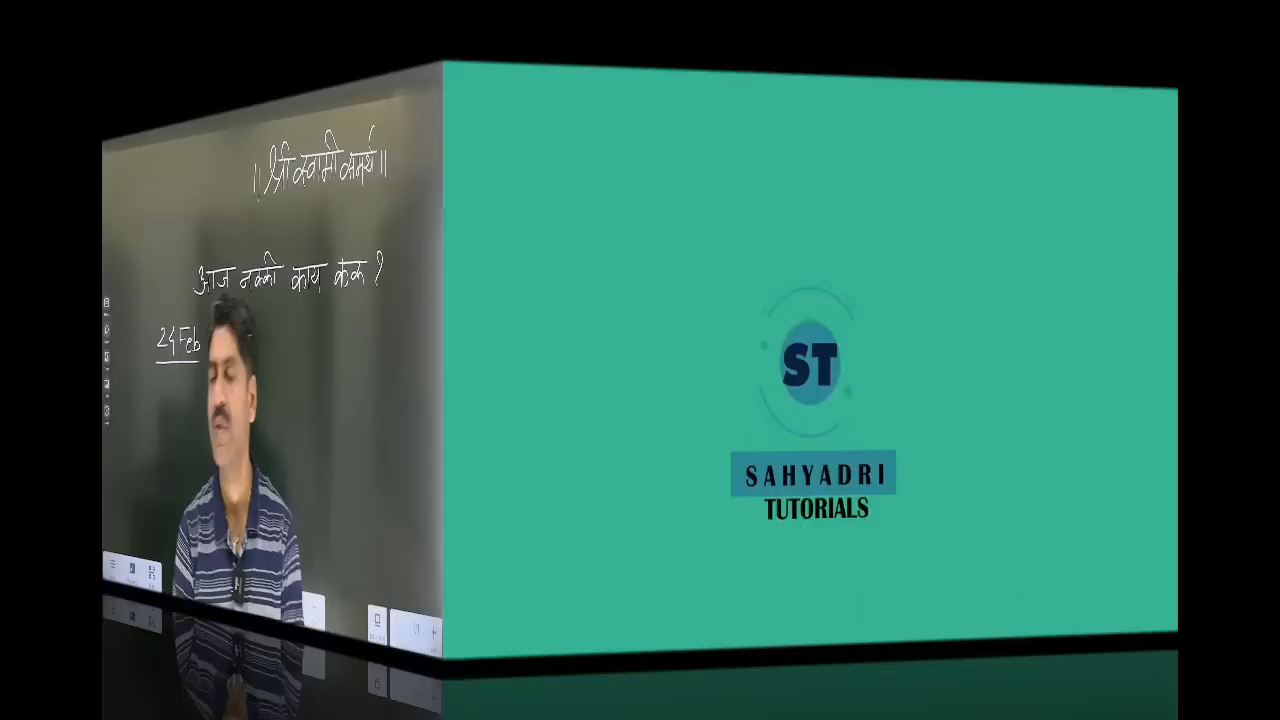 ॥ श्री स्वामी समर्थ ॥
आज नक्की काय करू ?
24 Feb
ST
SAHYADRI
TUTORIALS